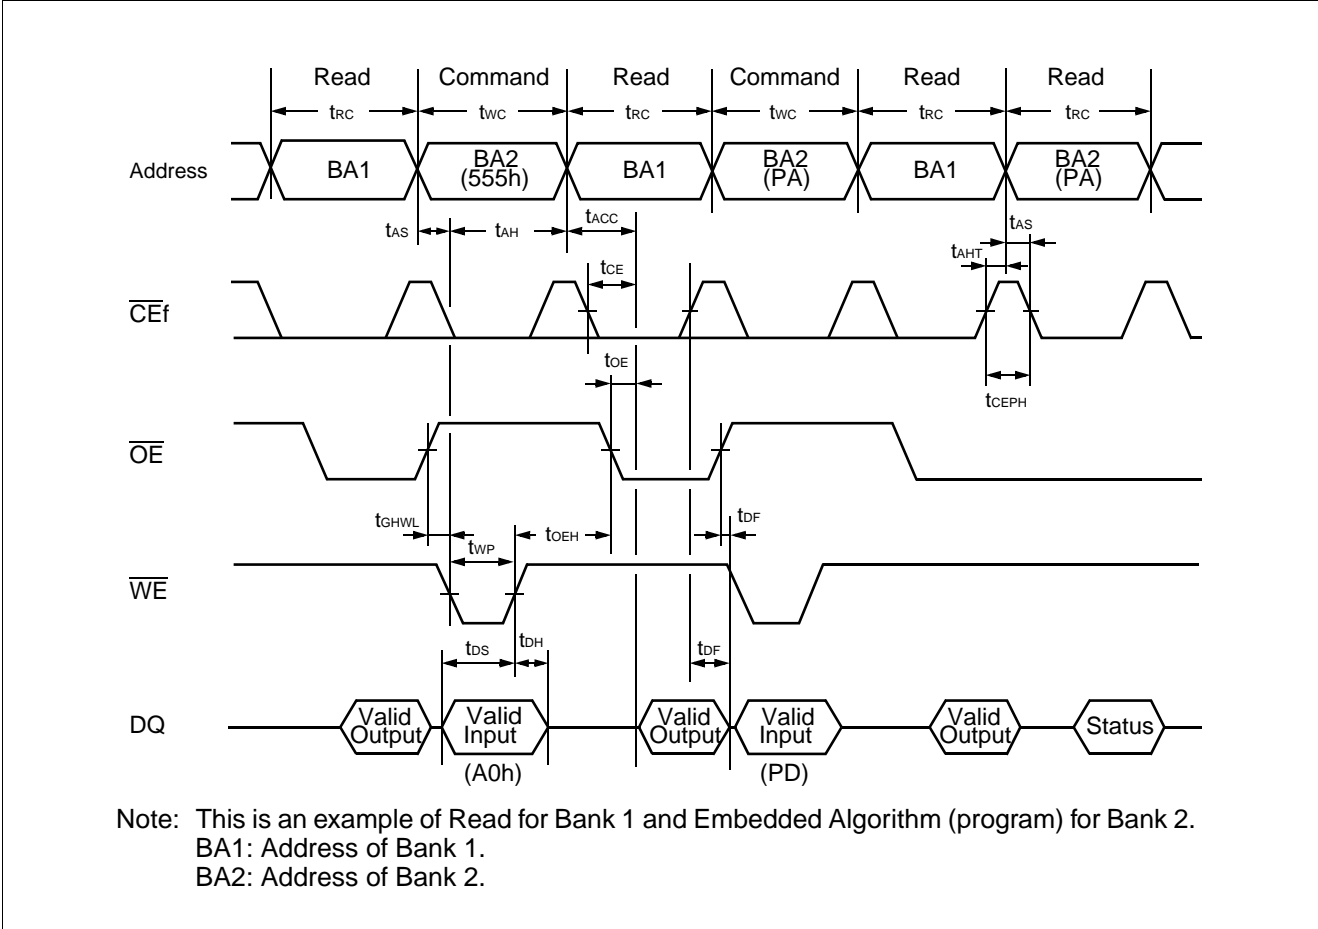 Read Command Read Command Read Read
tRC tWC tRC tWC tRC tRC
Address BA1 BA2 (555h) BA1 BA2 (PA) BA1 BA2 (PA)
tAS tAH tACC tAS
tAHT
tCE
CEf
tOE
tCEPH
OE
tGHWL tWP tOEH tDF
WE
tDS tDH tDF
DQ Valid Output Valid Input Valid Output Valid Input Valid Output Status
(A0h) (PD)
Note: This is an example of Read for Bank 1 and Embedded Algorithm (program) for Bank 2.
BA1: Address of Bank 1.
BA2: Address of Bank 2.